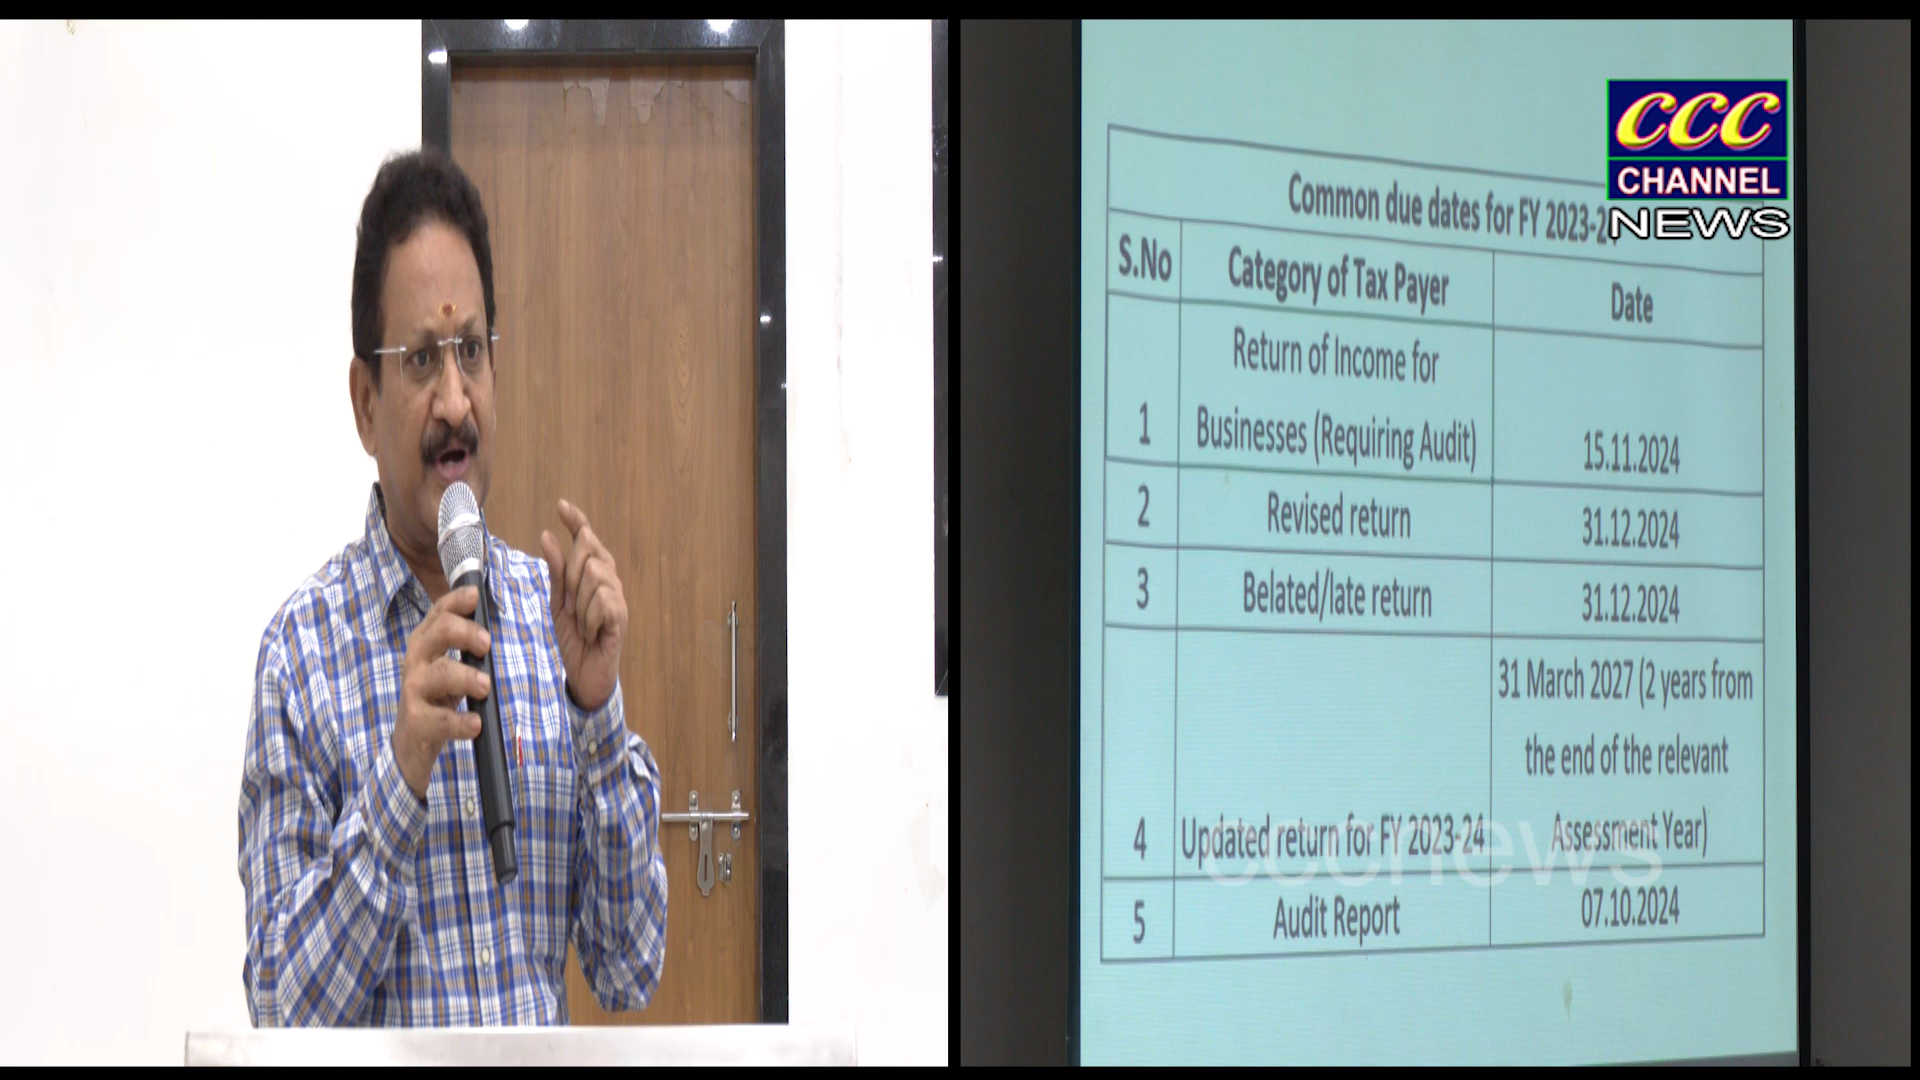 CCC
CHANNEL
NEWS
Common due dates for FY 2023-24
S.No Category of Tax Payer Date
Return of Income for
1 Businesses (Requiring Audit) 15.11.2024
2 Revised return 31.12.2024
3 Belated/late return 31.12.2024
31 March 2027 (2 years from
the end of the relevant
4 Updated return for FY 2023-24 Assessment Year)
cccnews
5 Audit Report 07.10.2024